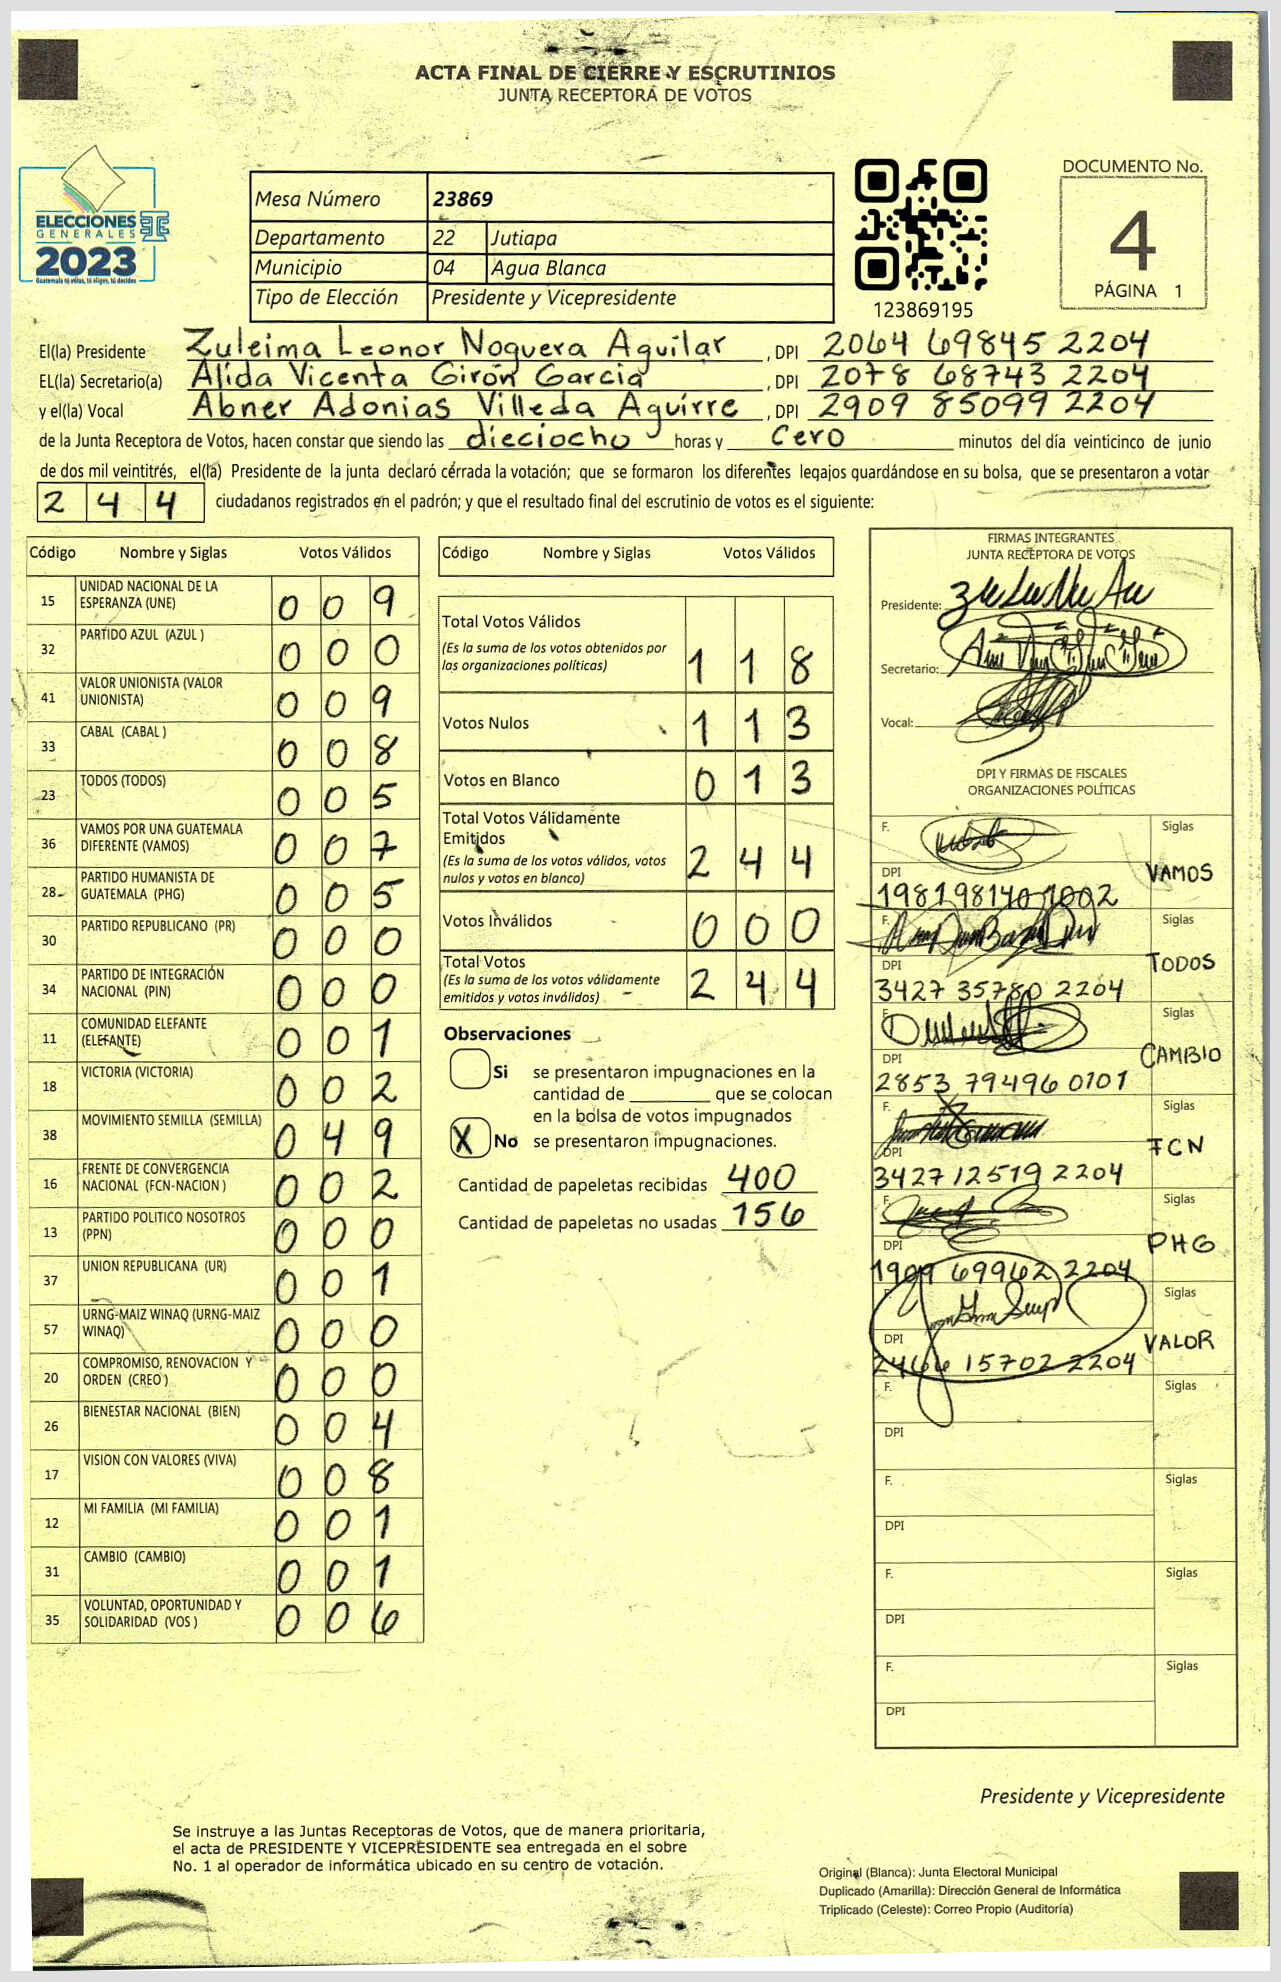 ACTA FINAL DE CIERRE Y ESCRUTINIOS
JUNTA RECEPTORA DE VOTOS
ELECCIONES
GENERALES
2023
Guatemala tú votas, tú eliges, tú decides
Mesa Número 23869
Departamento 22 Jutiapa
Municipio 04 Agua Blanca
Tipo de Elección Presidente y Vicepresidente
123869195
DOCUMENTO No.
4
PÁGINA 1
El(la) Presidente Zuleima Leonor Noguera Aguilar , DPI 2064 69845 2204
EL(la) Secretario(a) Alida Vicenta Girón Garcia , DPI 2078 68743 2204
y el(la) Vocal Abner Adonias Villeda Aguirre , DPI 2909 85099 2204
de la Junta Receptora de Votos, hacen constar que siendo las dieciocho horas y cero minutos del día veinticinco de junio
de dos mil veintitrés, el(la) Presidente de la junta declaró cerrada la votación; que se formaron los diferentes legajos guardándose en su bolsa, que se presentaron a votar
2 4 4 ciudadanos registrados en el padrón; y que el resultado final del escrutinio de votos es el siguiente:
Código Nombre y Siglas Votos Válidos
15 UNIDAD NACIONAL DE LA
ESPERANZA (UNE) 0 0 9
32 PARTIDO AZUL (AZUL ) 0 0 0
41 VALOR UNIONISTA (VALOR
UNIONISTA) 0 0 9
33 CABAL (CABAL ) 0 0 8
23 TODOS (TODOS) 0 0 5
36 VAMOS POR UNA GUATEMALA
DIFERENTE (VAMOS) 0 0 7
28 PARTIDO HUMANISTA DE
GUATEMALA (PHG) 0 0 5
30 PARTIDO REPUBLICANO (PR) 0 0 0
34 PARTIDO DE INTEGRACIÓN
NACIONAL (PIN) 0 0 0
11 COMUNIDAD ELEFANTE
(ELEFANTE) 0 0 1
18 VICTORIA (VICTORIA) 0 0 2
38 MOVIMIENTO SEMILLA (SEMILLA) 0 4 9
16 FRENTE DE CONVERGENCIA
NACIONAL (FCN-NACION ) 0 0 2
13 PARTIDO POLITICO NOSOTROS
(PPN) 0 0 0
37 UNION REPUBLICANA (UR) 0 0 1
57 URNG-MAIZ WINAQ (URNG-MAIZ
WINAQ) 0 0 0
20 COMPROMISO, RENOVACION Y
ORDEN (CREO ) 0 0 0
26 BIENESTAR NACIONAL (BIEN) 0 0 4
17 VISION CON VALORES (VIVA) 0 0 8
12 MI FAMILIA (MI FAMILIA) 0 0 1
31 CAMBIO (CAMBIO) 0 0 1
35 VOLUNTAD, OPORTUNIDAD Y
SOLIDARIDAD (VOS ) 0 0 6
Código Nombre y Siglas Votos Válidos
Total Votos Válidos
(Es la suma de los votos obtenidos por
las organizaciones políticas) 1 1 8
Votos Nulos 1 1 3
Votos en Blanco 0 1 3
Total Votos Válidamente
Emitidos
(Es la suma de los votos válidos, votos
nulos y votos en blanco) 2 4 4
Votos Inválidos 0 0 0
Total Votos
(Es la suma de los votos válidamente
emitidos y votos inválidos) 2 4 4
Observaciones
Si se presentaron impugnaciones en la
cantidad de ________ que se colocan
en la bolsa de votos impugnados
X No se presentaron impugnaciones.
Cantidad de papeletas recibidas 400
Cantidad de papeletas no usadas 156
FIRMAS INTEGRANTES
JUNTA RECEPTORA DE VOTOS
Presidente:
Secretario:
Vocal:
DPI Y FIRMAS DE FISCALES
ORGANIZACIONES POLÍTICAS
F. Siglas
VAMOS
DPI
1981981401002
F. Siglas
TODOS
DPI
3427 35780 2204
F. Siglas
CAMBIO
DPI
2853 79496 0101
F. Siglas
FCN
DPI
3427 12519 2204
F. Siglas
PHG
DPI
1909 69962 2204
F. Siglas
VALOR
DPI
2466 15702 2204
F. Siglas
DPI
F. Siglas
DPI
F. Siglas
DPI
F. Siglas
DPI
Presidente y Vicepresidente
Se instruye a las Juntas Receptoras de Votos, que de manera prioritaria,
el acta de PRESIDENTE Y VICEPRESIDENTE sea entregada en el sobre
No. 1 al operador de informática ubicado en su centro de votación.
Original (Blanca): Junta Electoral Municipal
Duplicado (Amarilla): Dirección General de Informática
Triplicado (Celeste): Correo Propio (Auditoría)